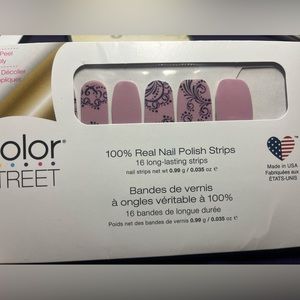 Peel
Décoller
olor®
TREET
100% Real Nail Polish Strips
16 long-lasting strips
nail strips net wt 0.99 g / 0.035 oz ℮
Bandes de vernis
à ongles véritable à 100%
16 bandes de longue durée
Poids net des bandes de vernis 0.99 g / 0.035 oz ℮
Made in USA
Fabriquées aux
ÉTATS-UNIS